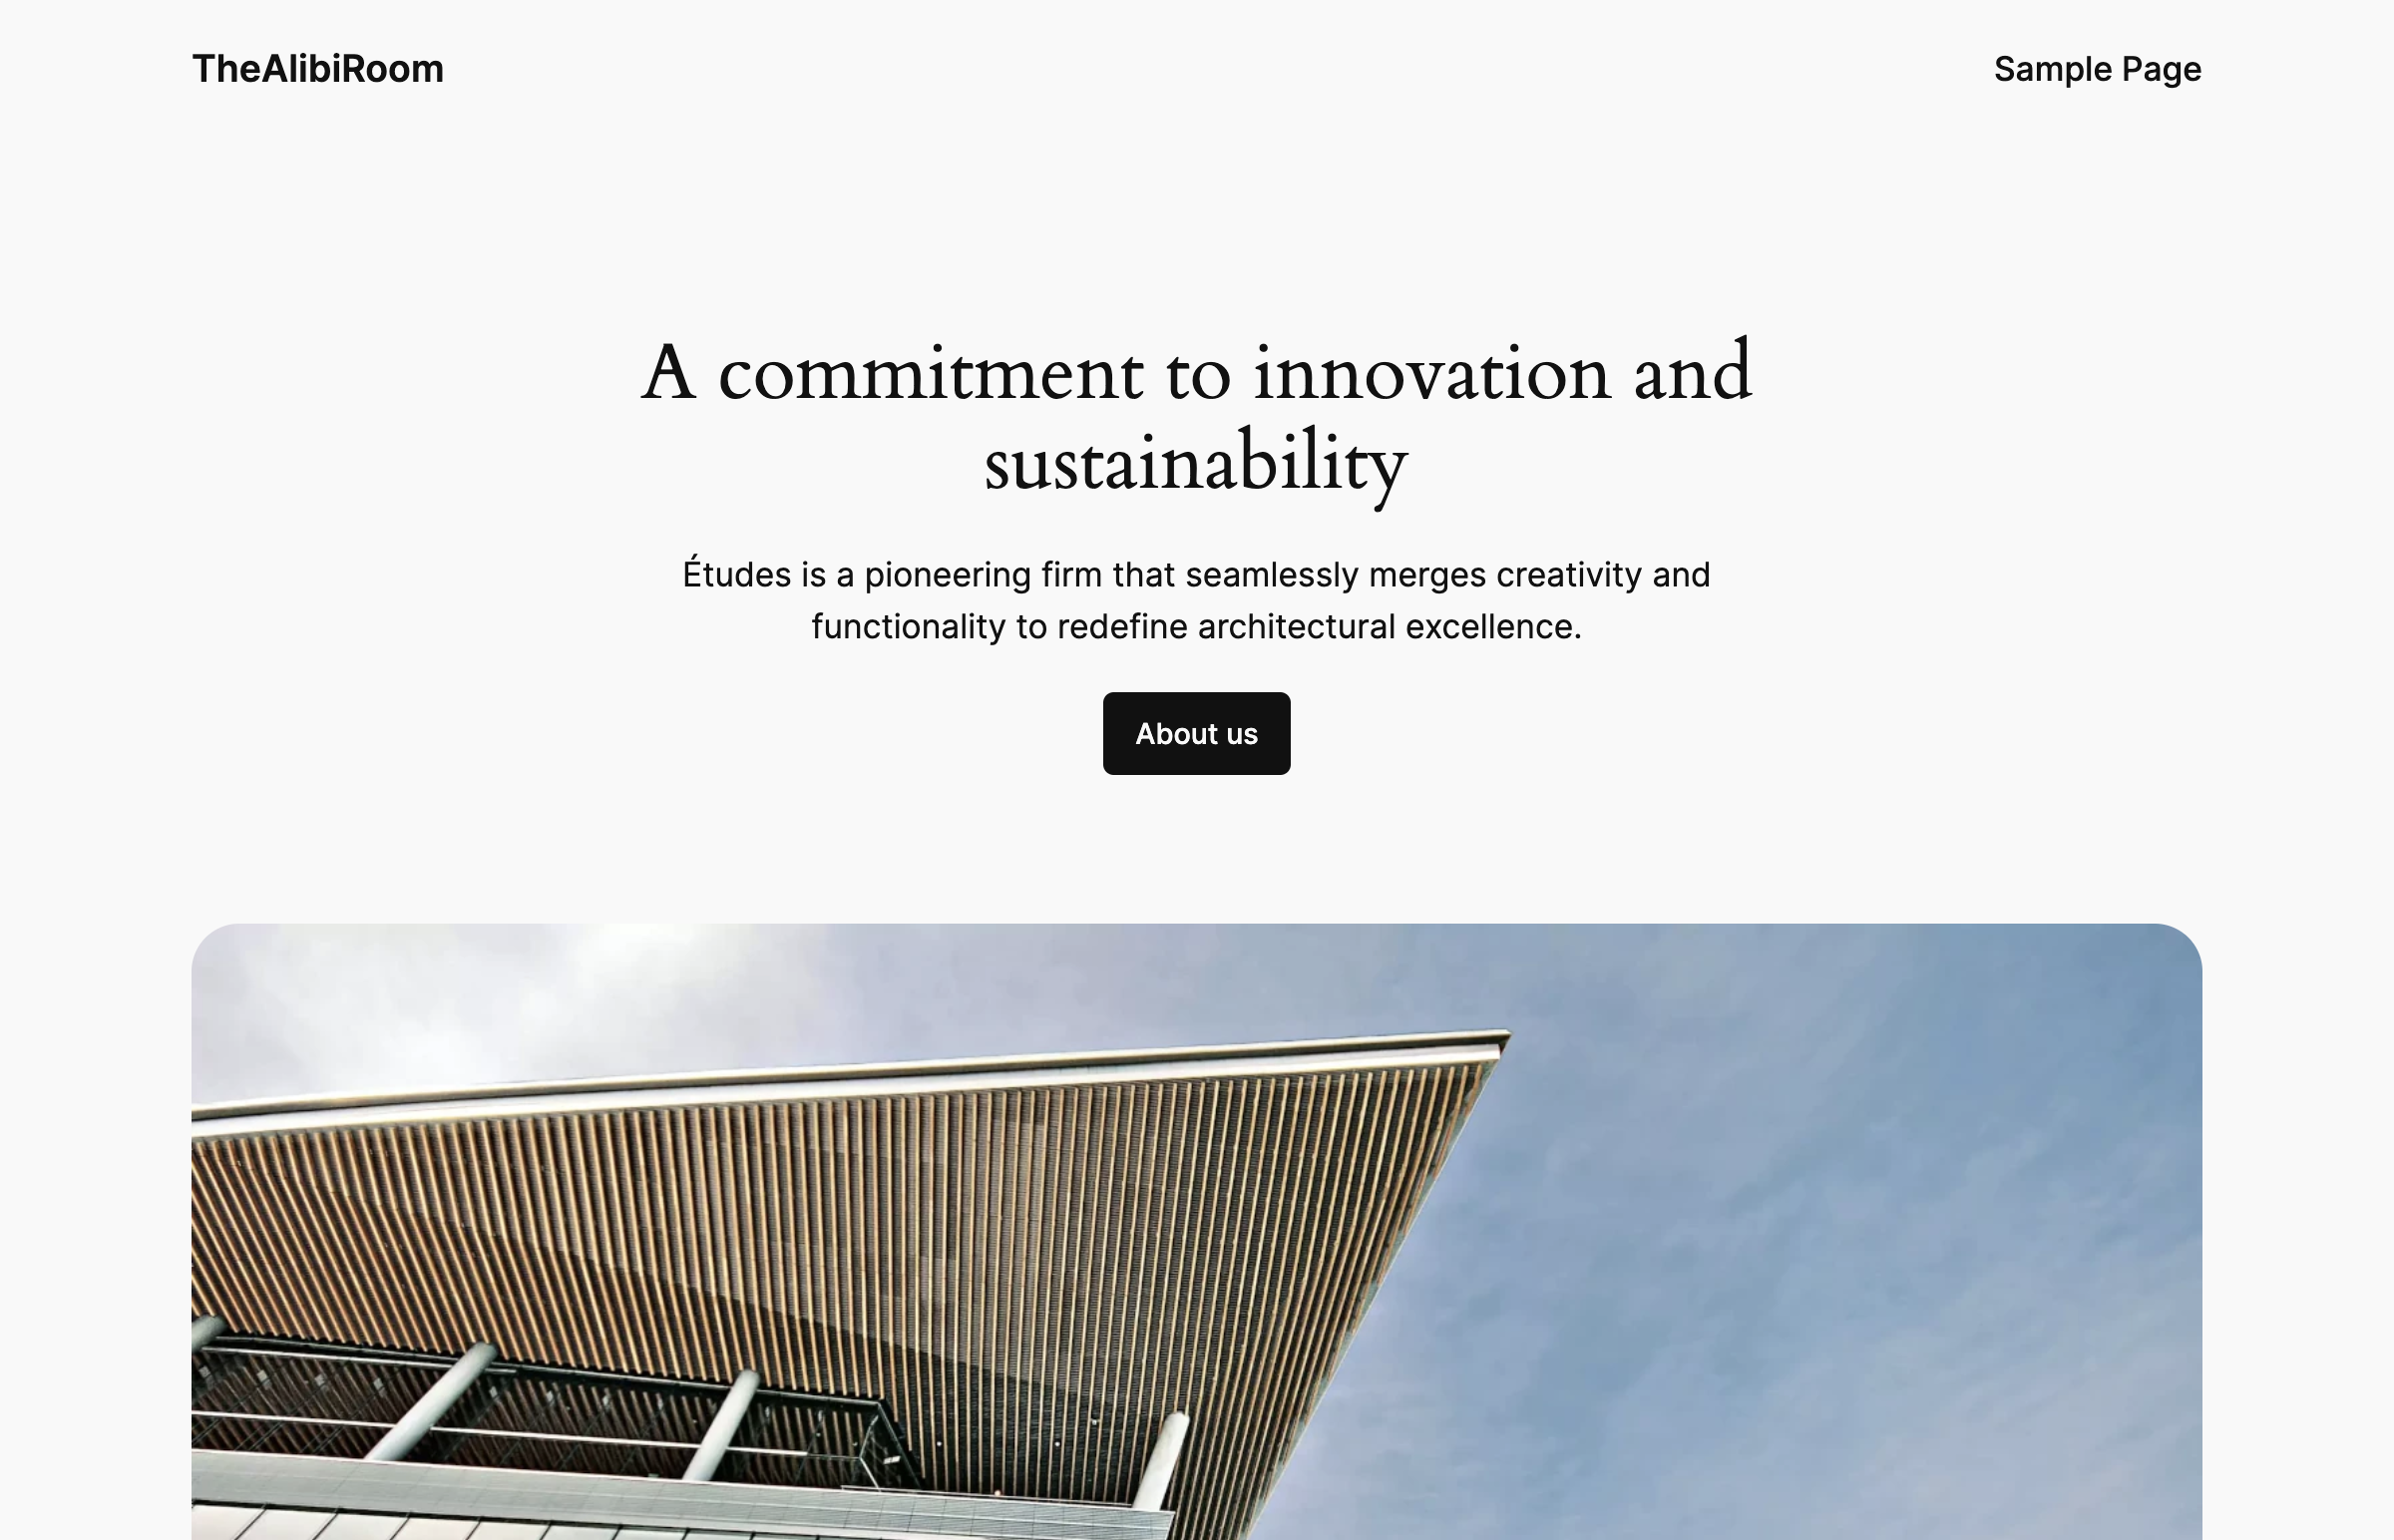 TheAlibiRoom
Sample Page
A commitment to innovation and
sustainability
Études is a pioneering firm that seamlessly merges creativity and
functionality to redefine architectural excellence.
About us